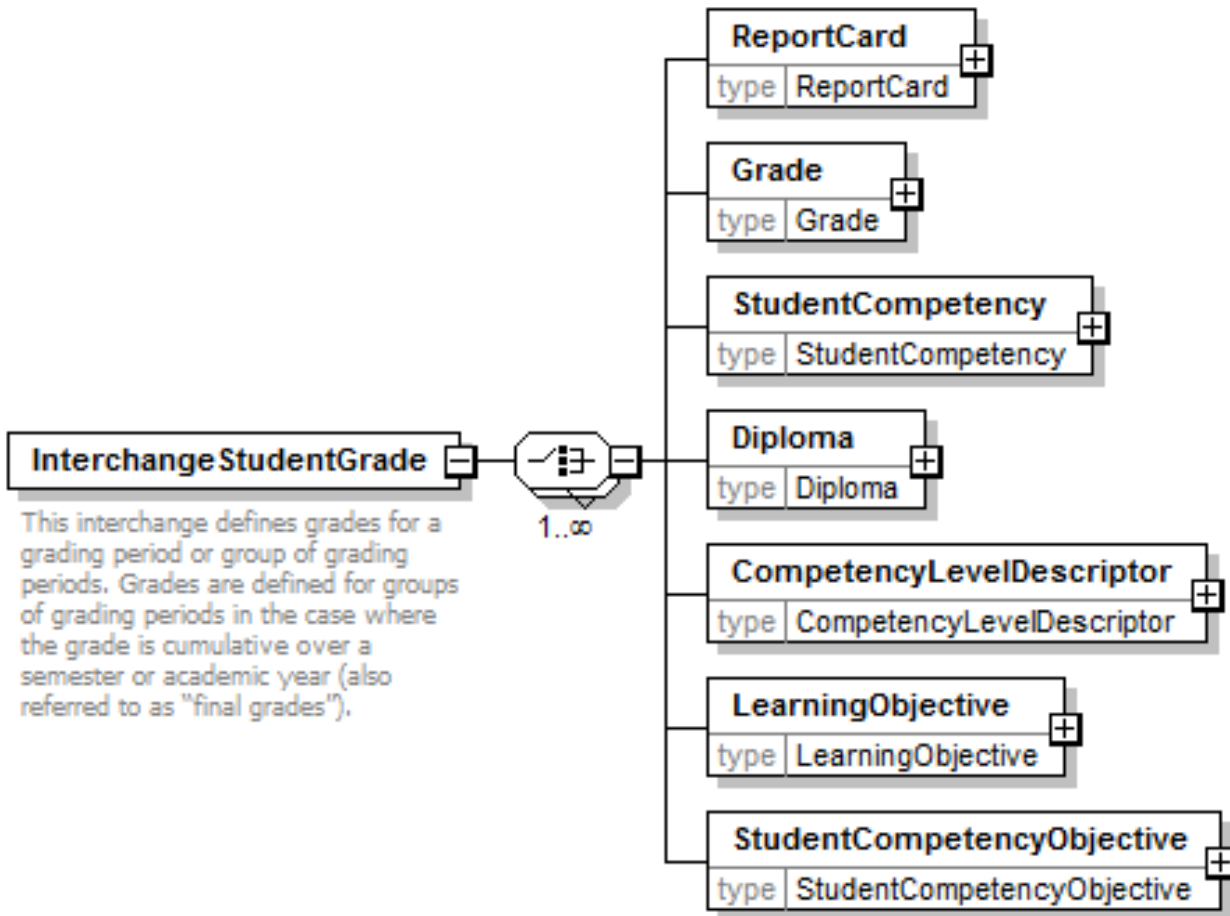 ReportCard
type ReportCard
Grade
type Grade
StudentCompetency
type StudentCompetency
Diploma
type Diploma
InterchangeStudentGrade
This interchange defines grades for a
grading period or group of grading
periods. Grades are defined for groups
of grading periods in the case where
the grade is cumulative over a
semester or academic year (also
referred to as “final grades”).
1..∞
CompetencyLevelDescriptor
type CompetencyLevelDescriptor
LearningObjective
type LearningObjective
StudentCompetencyObjective
type StudentCompetencyObjective